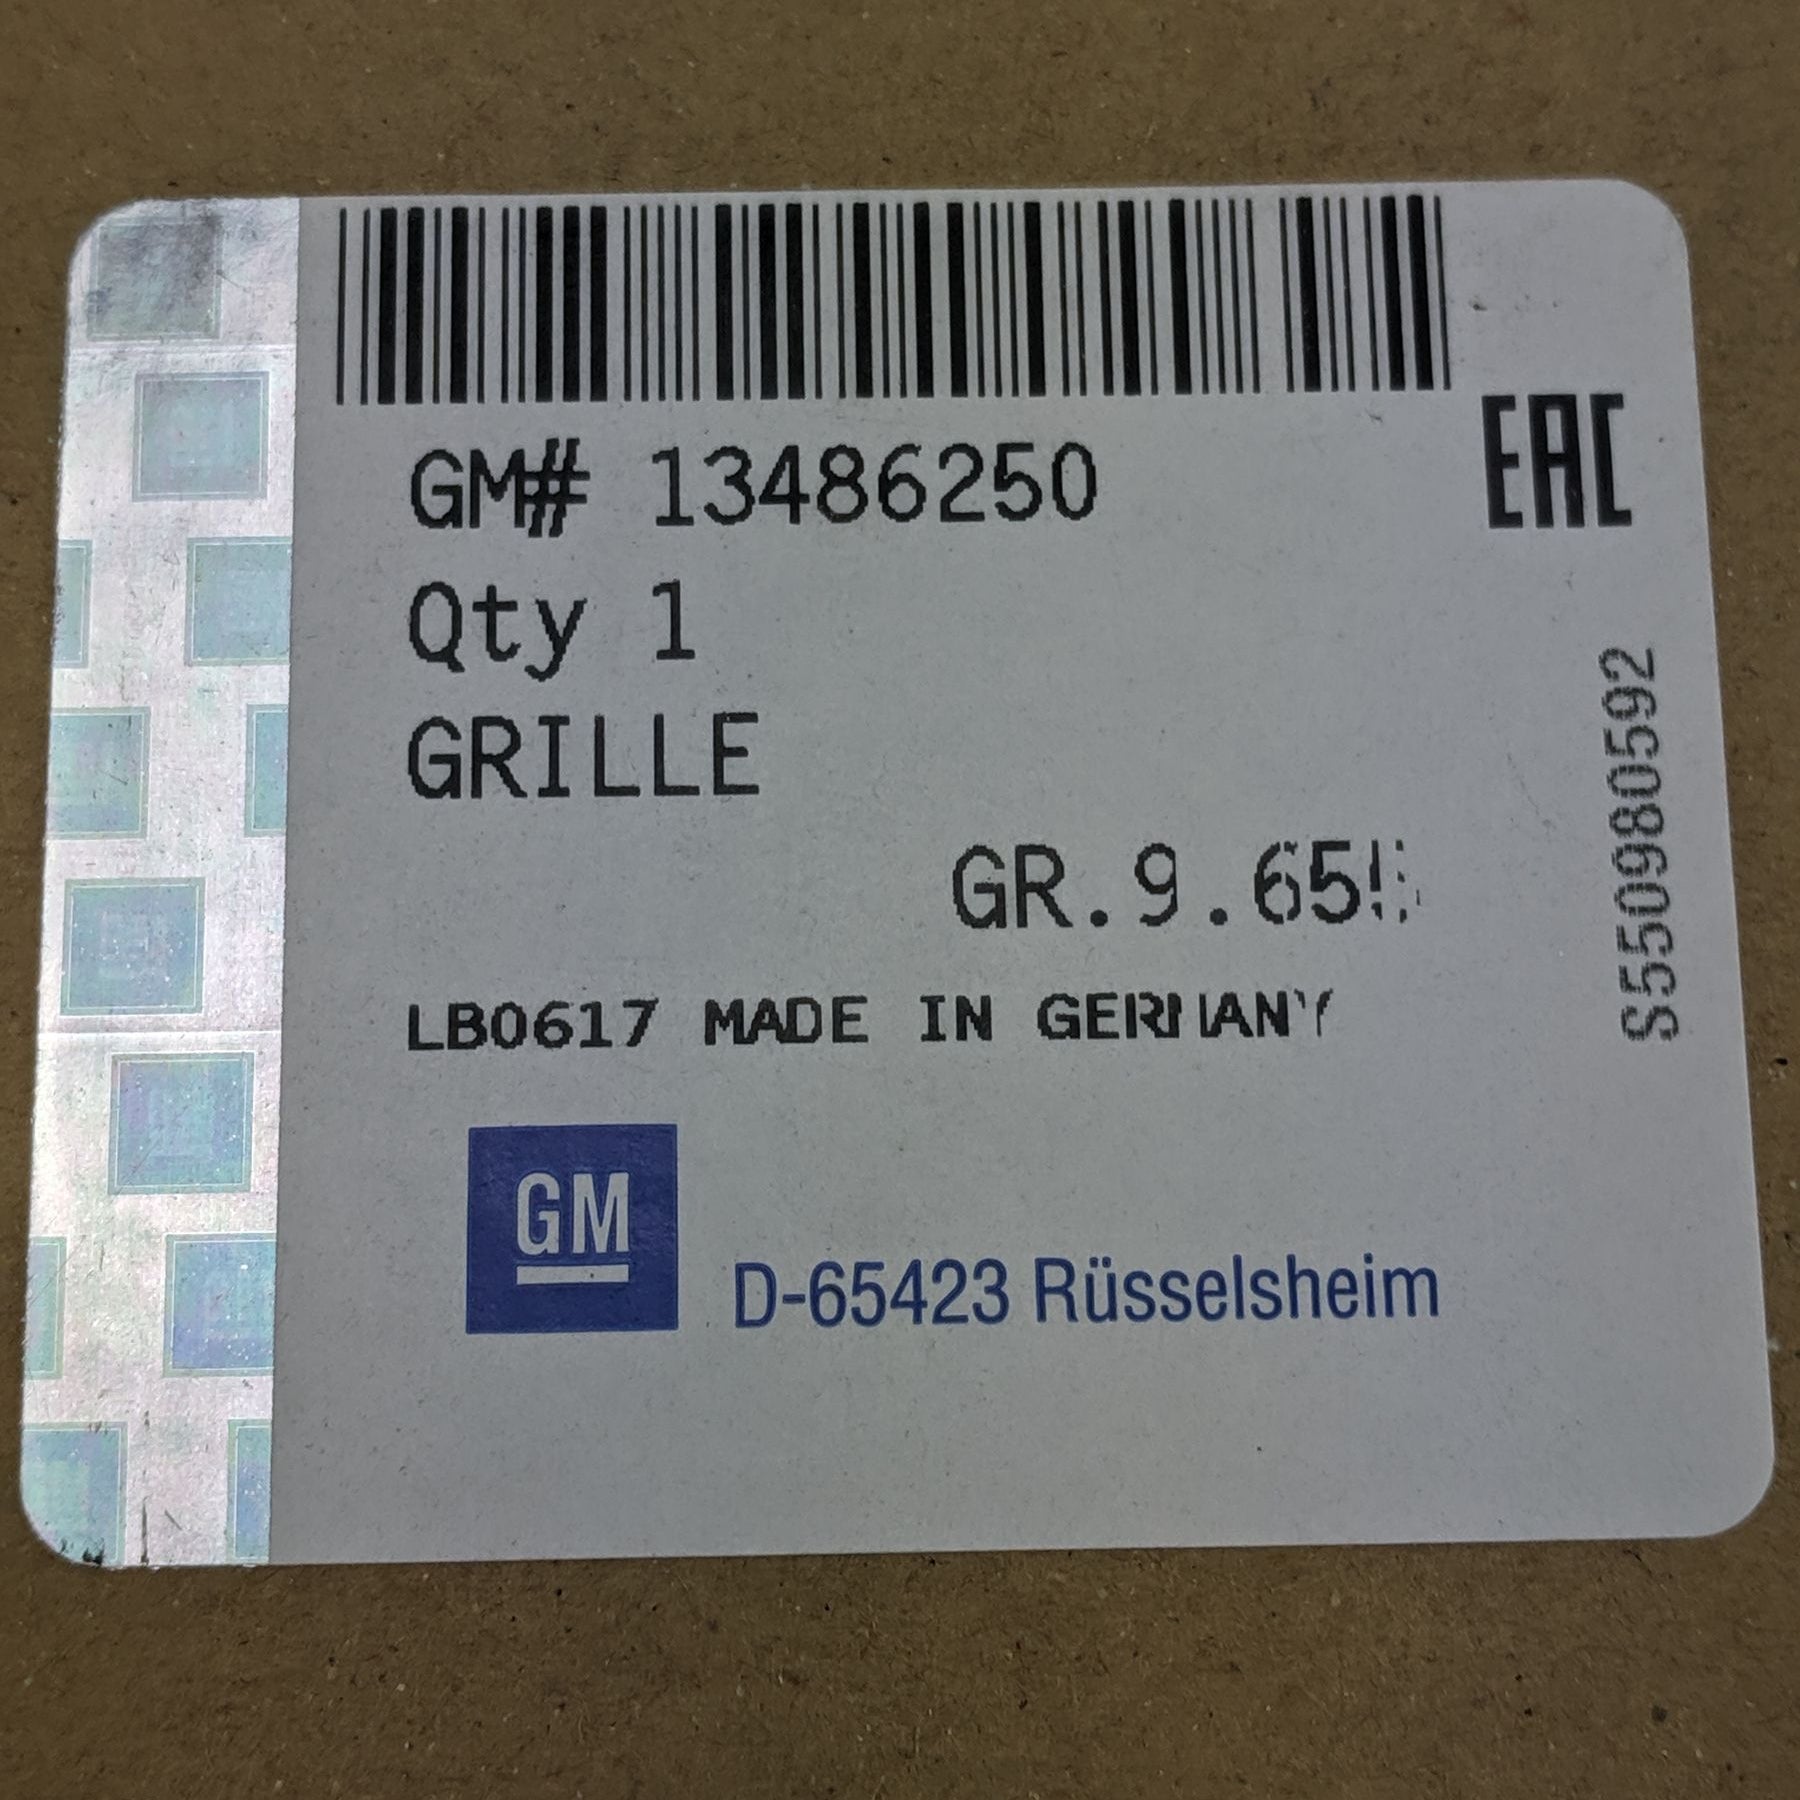 GM# 13486250
EAC
Qty 1
GRILLE
LB0617 MADE IN GERMANY
S550980592
GM
D-65423 Rüsselsheim